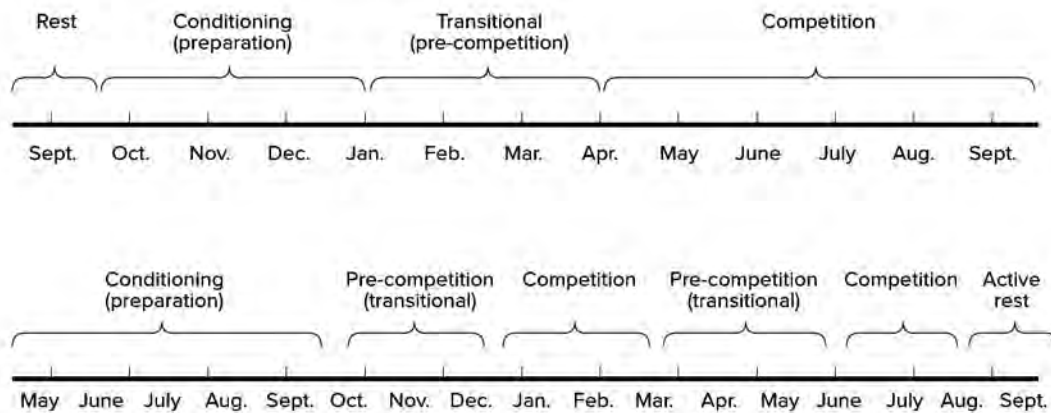 Rest Conditioning Transitional Competition
(preparation) (pre-competition)
Sept. Oct. Nov. Dec. Jan. Feb. Mar. Apr. May June July Aug. Sept.
Conditioning Pre-competition Competition Pre-competition Competition Active
(preparation) (transitional) (transitional) rest
May June July Aug. Sept. Oct. Nov. Dec. Jan. Feb. Mar. Apr. May June July Aug. Sept.